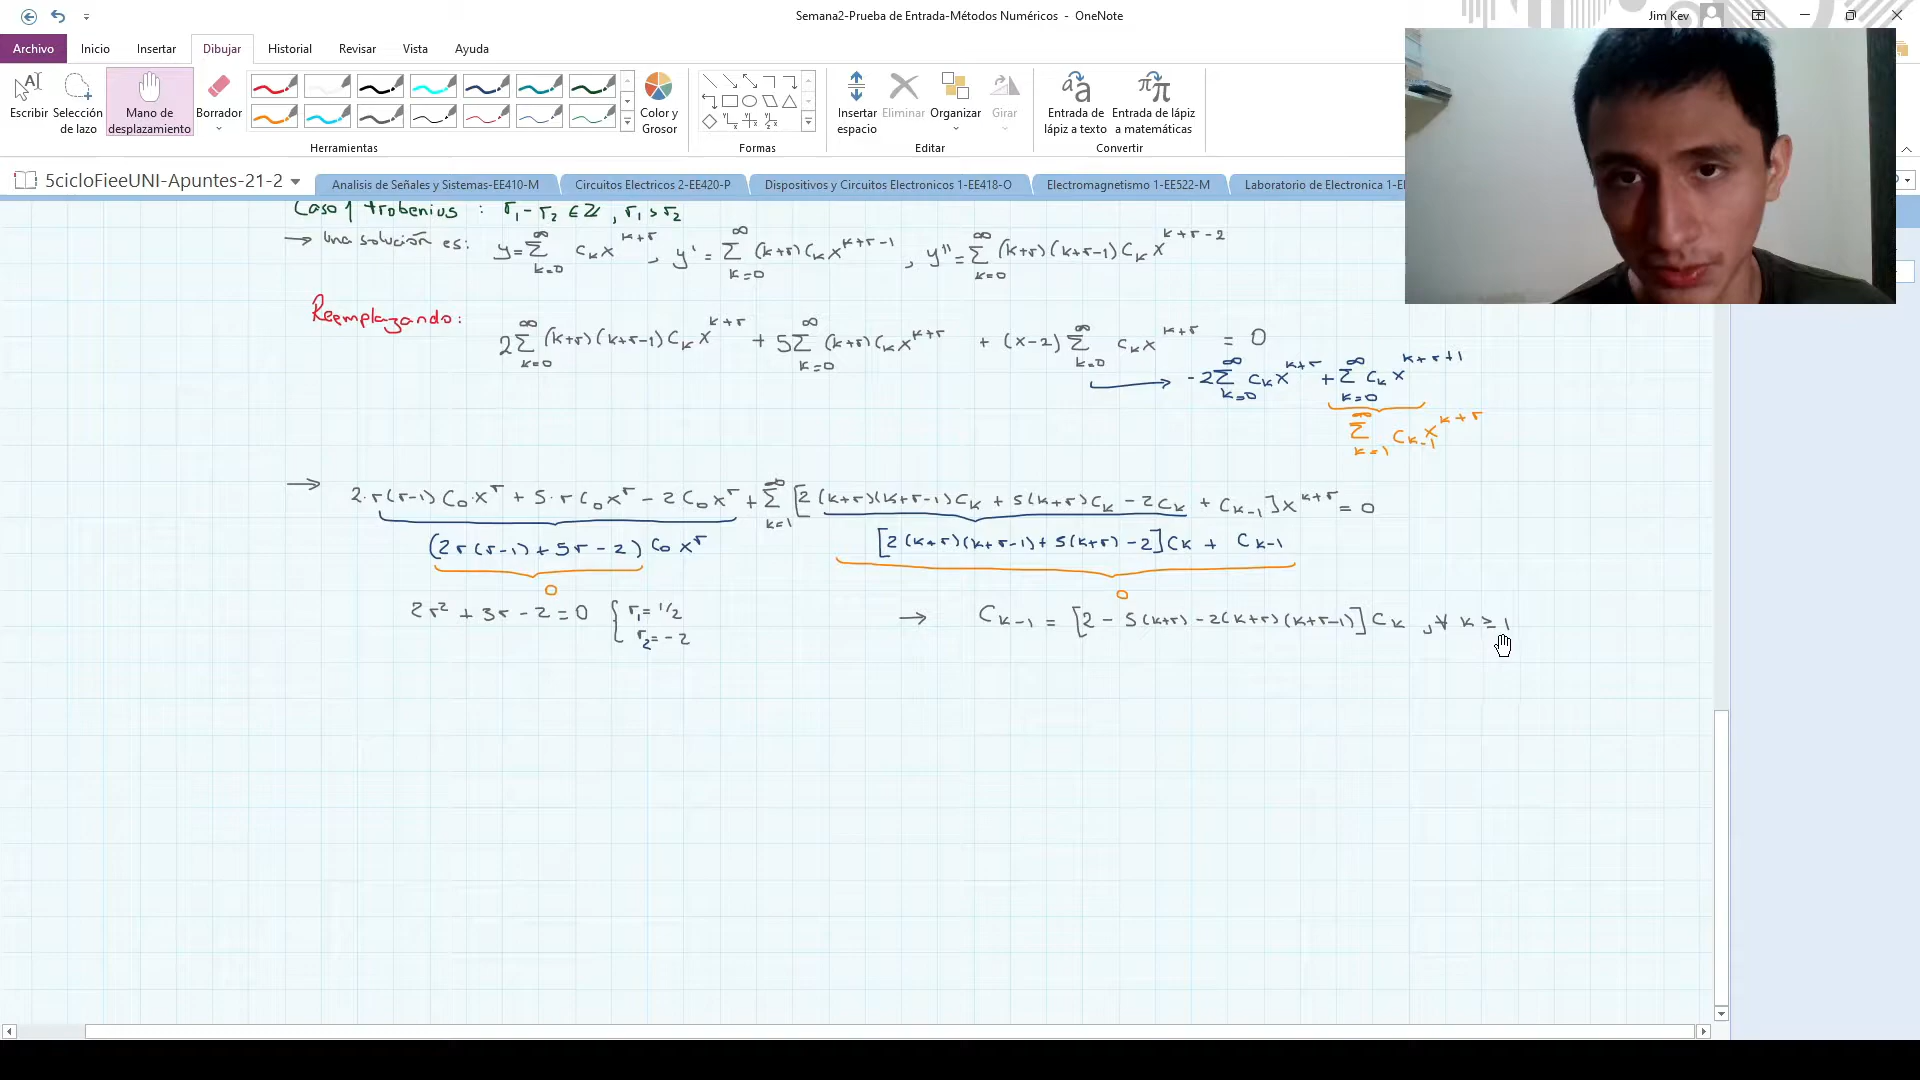 Semana2-Prueba de Entrada-Métodos Numéricos - OneNote
Jim Kev
Archivo Inicio Insertar Dibujar Historial Revisar Vista Ayuda
Escribir
Selección de lazo
Mano de desplazamiento
Borrador
Color y Grosor
Insertar espacio
Eliminar
Organizar
Girar
Entrada de lápiz a texto
Entrada de lápiz a matemáticas
Herramientas Formas Editar Convertir
5cicloFieeUNI-Apuntes-21-2
Analisis de Señales y Sistemas-EE410-M
Circuitos Electricos 2-EE420-P
Dispositivos y Circuitos Electronicos 1-EE418-O
Electromagnetismo 1-EE522-M
Laboratorio de Electronica 1-EE
Caso 1 frobenius : r₁ - r₂ ∈ ℤ , r₁ > r₂
→ Una solución es: y = Σ_{k=0}^{∞} c_k x^{k+r} , y' = Σ_{k=0}^{∞} (k+r) C_k x^{k+r-1} , y'' = Σ_{k=0}^{∞} (k+r)(k+r-1) C_k x^{k+r-2}
Reemplazando:
2 Σ_{k=0}^{∞} (k+r)(k+r-1) C_k x^{k+r} + 5 Σ_{k=0}^{∞} (k+r) C_k x^{k+r} + (x-2) Σ_{k=0}^{∞} c_k x^{k+r} = 0
→ -2 Σ_{k=0}^{∞} c_k x^{k+r} + Σ_{k=0}^{∞} c_k x^{k+r+1}
Σ_{k=1}^{∞} c_{k-1} x^{k+r}
→ 2·r(r-1) C₀·x^r + 5·r C₀ x^r - 2 C₀ x^r + Σ_{k=1}^{∞} [2(k+r)(k+r-1) C_k + 5(k+r) C_k - 2 C_k + C_{k-1}] x^{k+r} = 0
(2r(r-1) + 5r - 2) C₀ x^r
[2(k+r)(k+r-1) + 5(k+r) - 2] C_k + C_{k-1}
0
0
2r² + 3r - 2 = 0 { r₁ = 1/2
r₂ = -2
→ C_{k-1} = [2 - 5(k+r) - 2(k+r)(k+r-1)] C_k , ∀ k ≥ 1